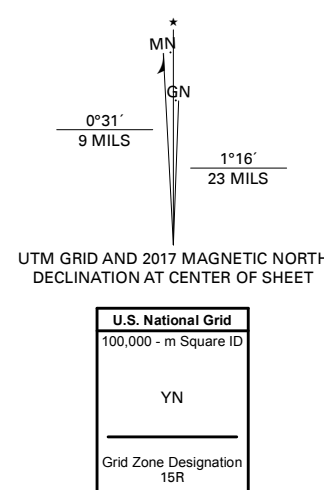 ★
MN
GN
0°31´
9 MILS
1°16´
23 MILS
UTM GRID AND 2017 MAGNETIC NORTH
DECLINATION AT CENTER OF SHEET
U.S. National Grid
100,000 - m Square ID
YN
Grid Zone Designation
15R